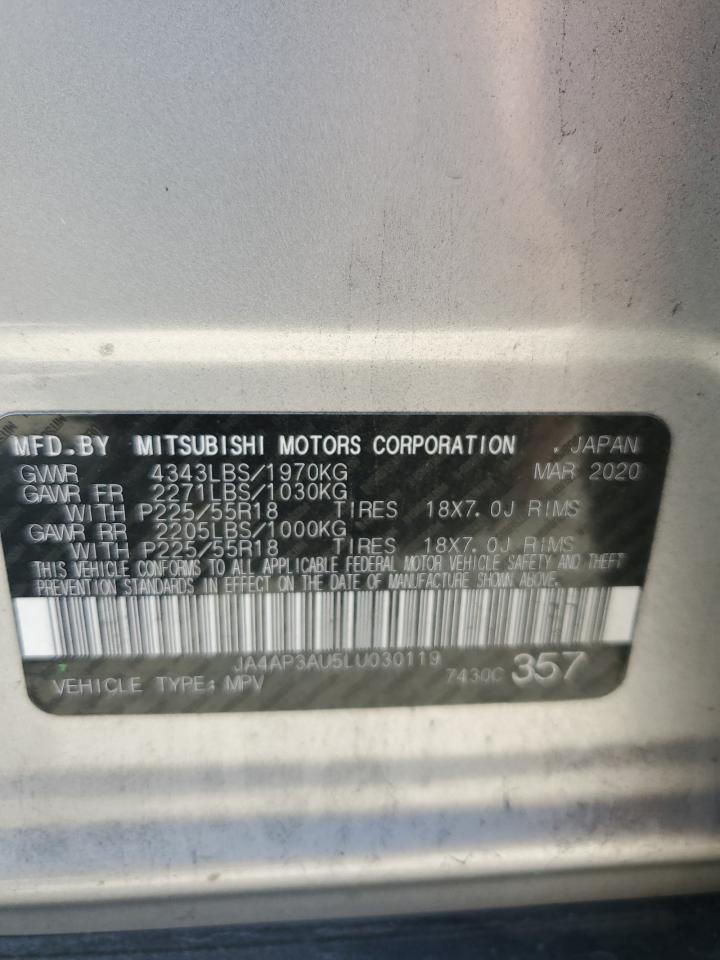 MFD.BY MITSUBISHI MOTORS CORPORATION . JAPAN
GVWR 4343LBS/1970KG MAR 2020
GAWR FR 2271LBS/1030KG
WITH P225/55R18 TIRES 18X7.0J RIMS
GAWR RR 2205LBS/1000KG
WITH P225/55R18 TIRES 18X7.0J RIMS
THIS VEHICLE CONFORMS TO ALL APPLICABLE FEDERAL MOTOR VEHICLE SAFETY AND THEFT
PREVENTION STANDARDS IN EFFECT ON THE DATE OF MANUFACTURE SHOWN ABOVE.
JA4AP3AU5LU030119
VEHICLE TYPE: MPV 7430C 357